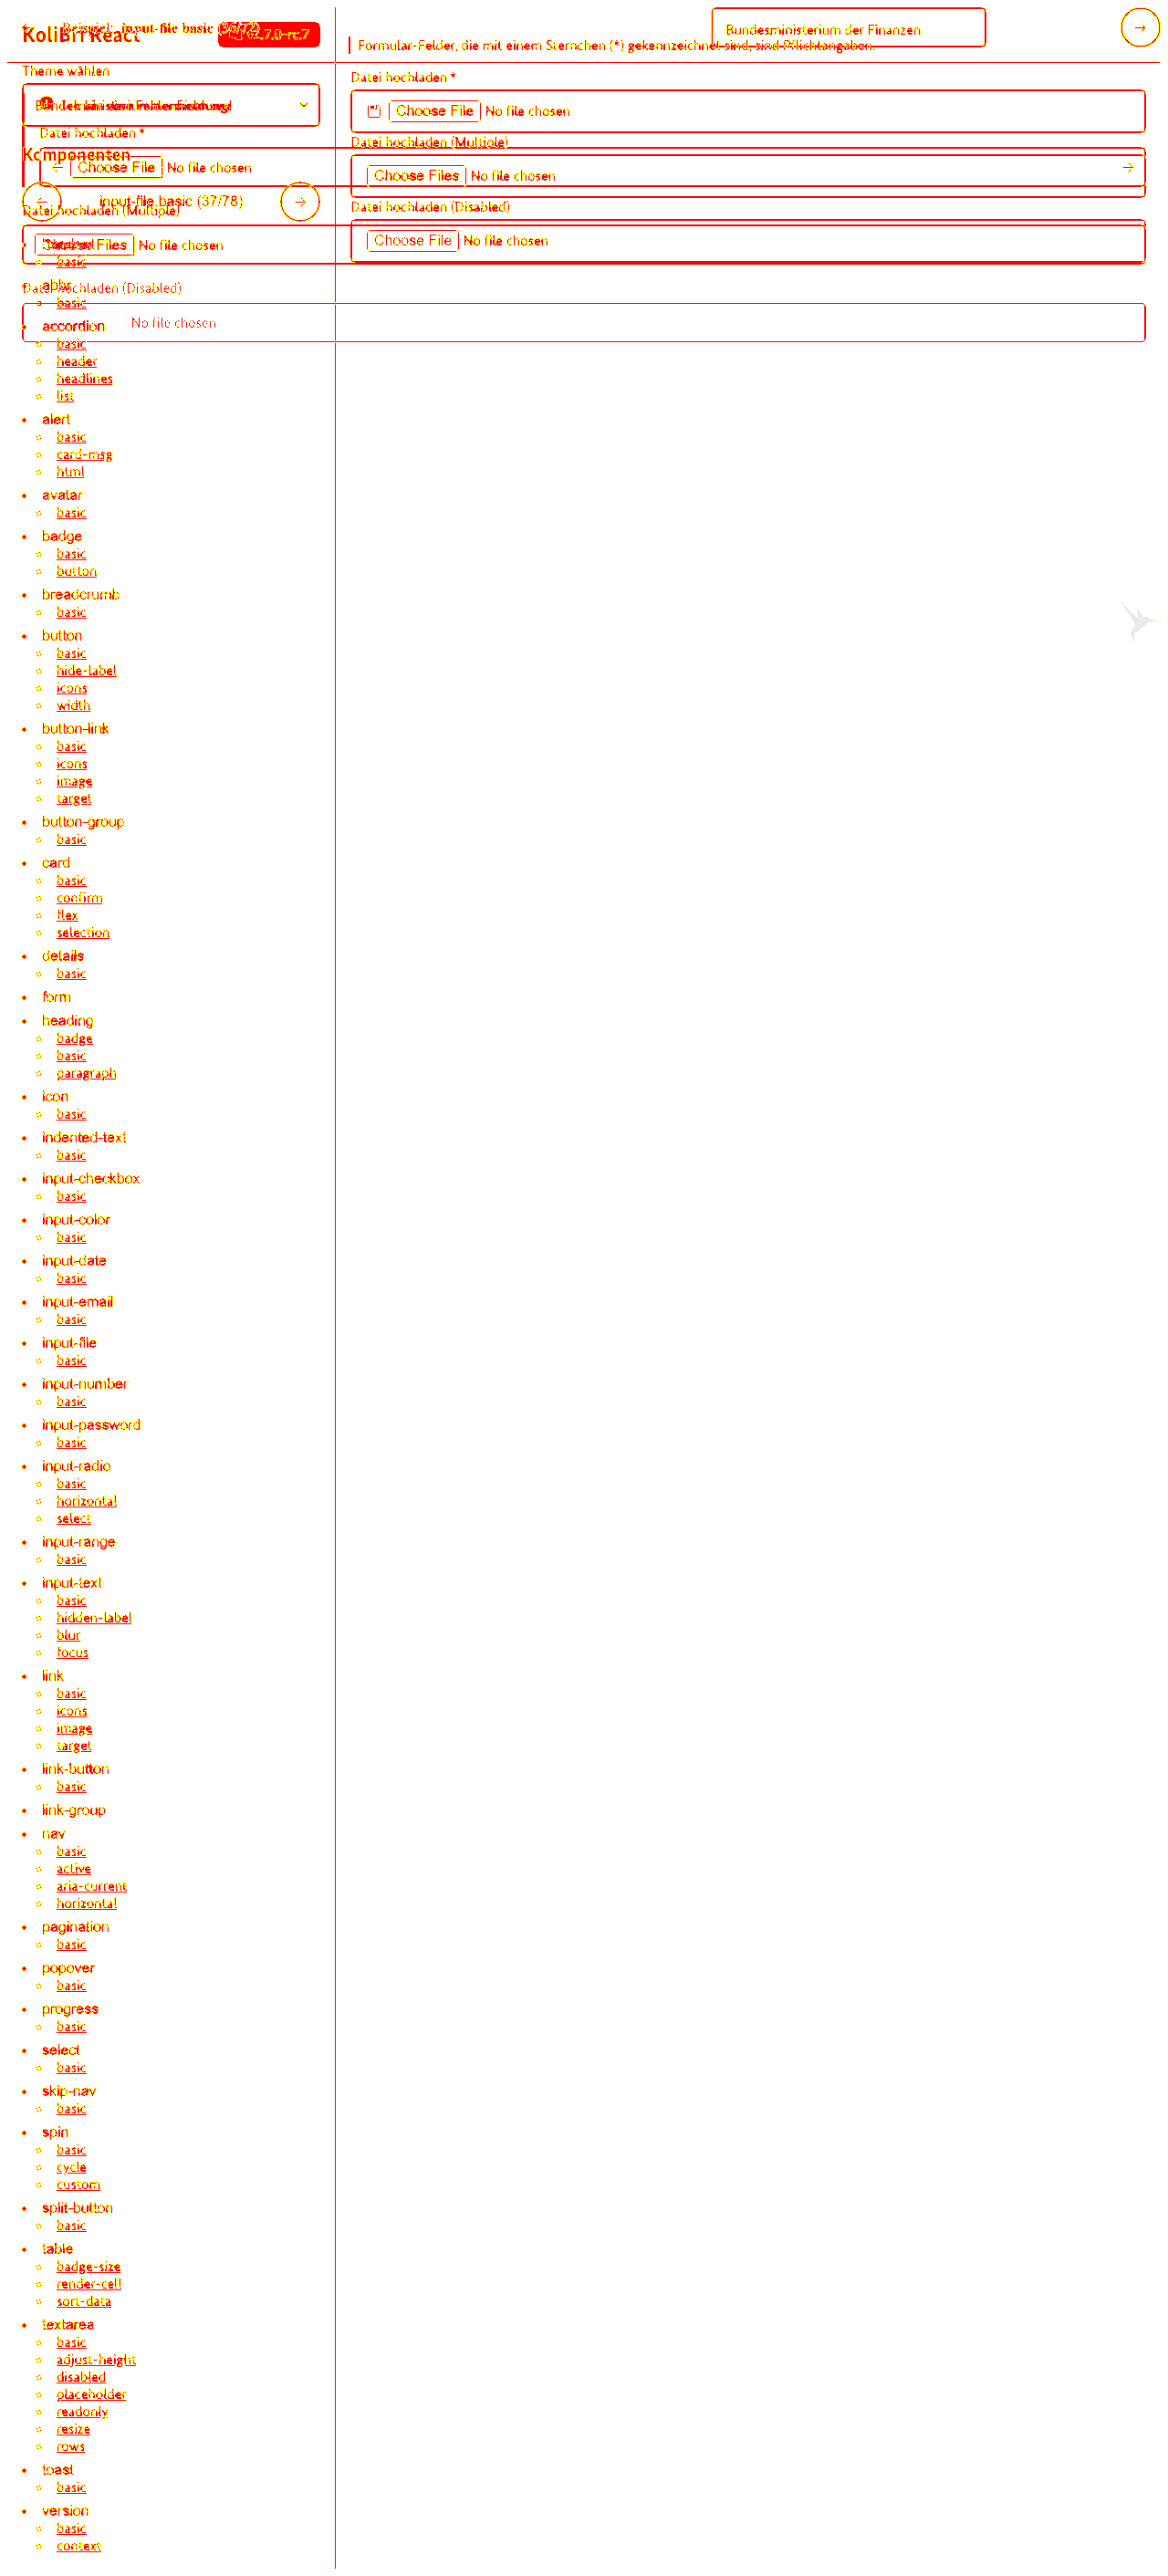 Beispiel: input-file basic (36/72)
KoliBri React
v1.7.0-rc.7
Bundesministerium der Finanzen
Formular-Felder, die mit einem Sternchen (*) gekennzeichnet sind, sind Pflichtangaben.
Theme wählen
Datei hochladen *
Choose File No file chosen
Datei hochladen *
Datei hochladen (Multiple)
Komponenten
Choose File No file chosen
Choose Files No file chosen
input-file basic (37/78)
Datei hochladen (Disabled)
Datei hochladen (Multiple)
Choose File No file chosen
Choose Files No file chosen
basic
abbr
Datei hochladen (Disabled)
basic
accordion
No file chosen
basic
header
headlines
list
alert
basic
card-msg
html
avatar
basic
badge
basic
button
breadcrumb
basic
button
basic
hide-label
icons
width
button-link
basic
icons
image
target
button-group
basic
card
basic
confirm
flex
selection
details
basic
form
heading
badge
basic
paragraph
icon
basic
indented-text
basic
input-checkbox
basic
input-color
basic
input-date
basic
input-email
basic
input-file
basic
input-number
basic
input-password
basic
input-radio
basic
horizontal
select
input-range
basic
input-text
basic
hidden-label
blur
focus
link
basic
icons
image
target
link-button
basic
link-group
nav
basic
active
aria-current
horizontal
pagination
basic
popover
basic
progress
basic
select
basic
skip-nav
basic
spin
basic
cycle
custom
split-button
basic
table
badge-size
render-cell
sort-data
textarea
basic
adjust-height
disabled
placeholder
readonly
resize
rows
toast
basic
version
basic
context